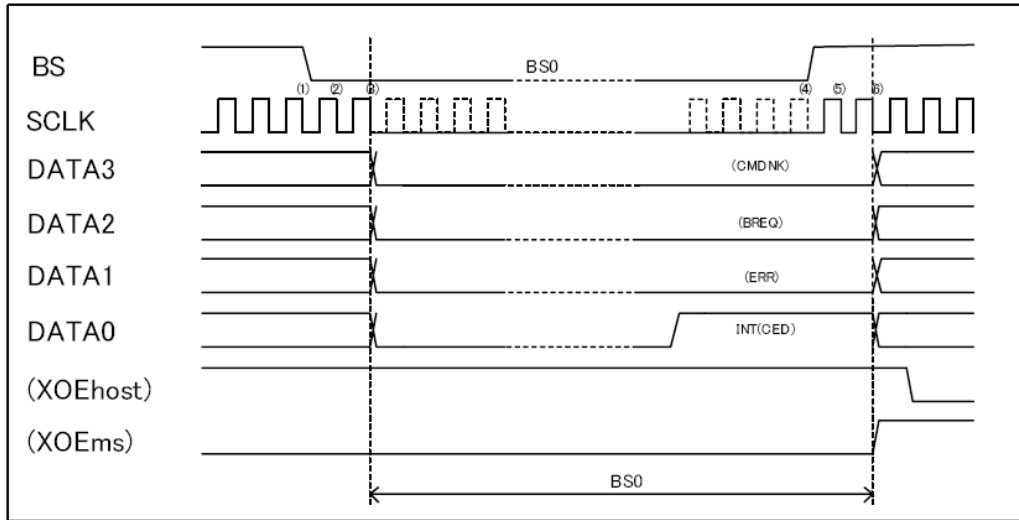 BS
BS0
(1) (2) (3) (4) (5) (6)
SCLK
DATA3
(CMDNK)
DATA2
(BREQ)
DATA1
(ERR)
DATA0
INT(CED)
(XOEhost)
(XOEms)
BS0